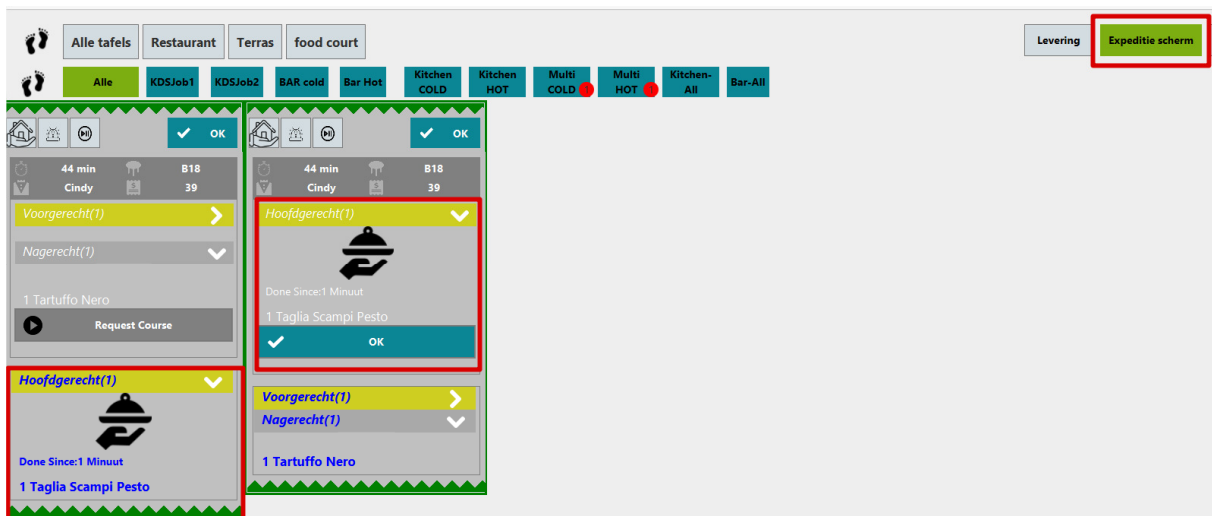 Alle tafels Restaurant Terras food court Levering Expeditie scherm
Alle KDSJob1 KDSJob2 BAR cold Bar Hot Kitchen COLD Kitchen HOT Multi COLD Multi HOT Kitchen-All Bar-All
OK
44 min B18
Cindy 39
Voorgerecht(1)
Nagerecht(1)
1 Tartuffo Nero
Request Course
Hoofdgerecht(1)
Done Since:1 Minuut
1 Taglia Scampi Pesto
OK
44 min B18
Cindy 39
Hoofdgerecht(1)
Done Since:1 Minuut
1 Taglia Scampi Pesto
OK
Voorgerecht(1)
Nagerecht(1)
1 Tartuffo Nero